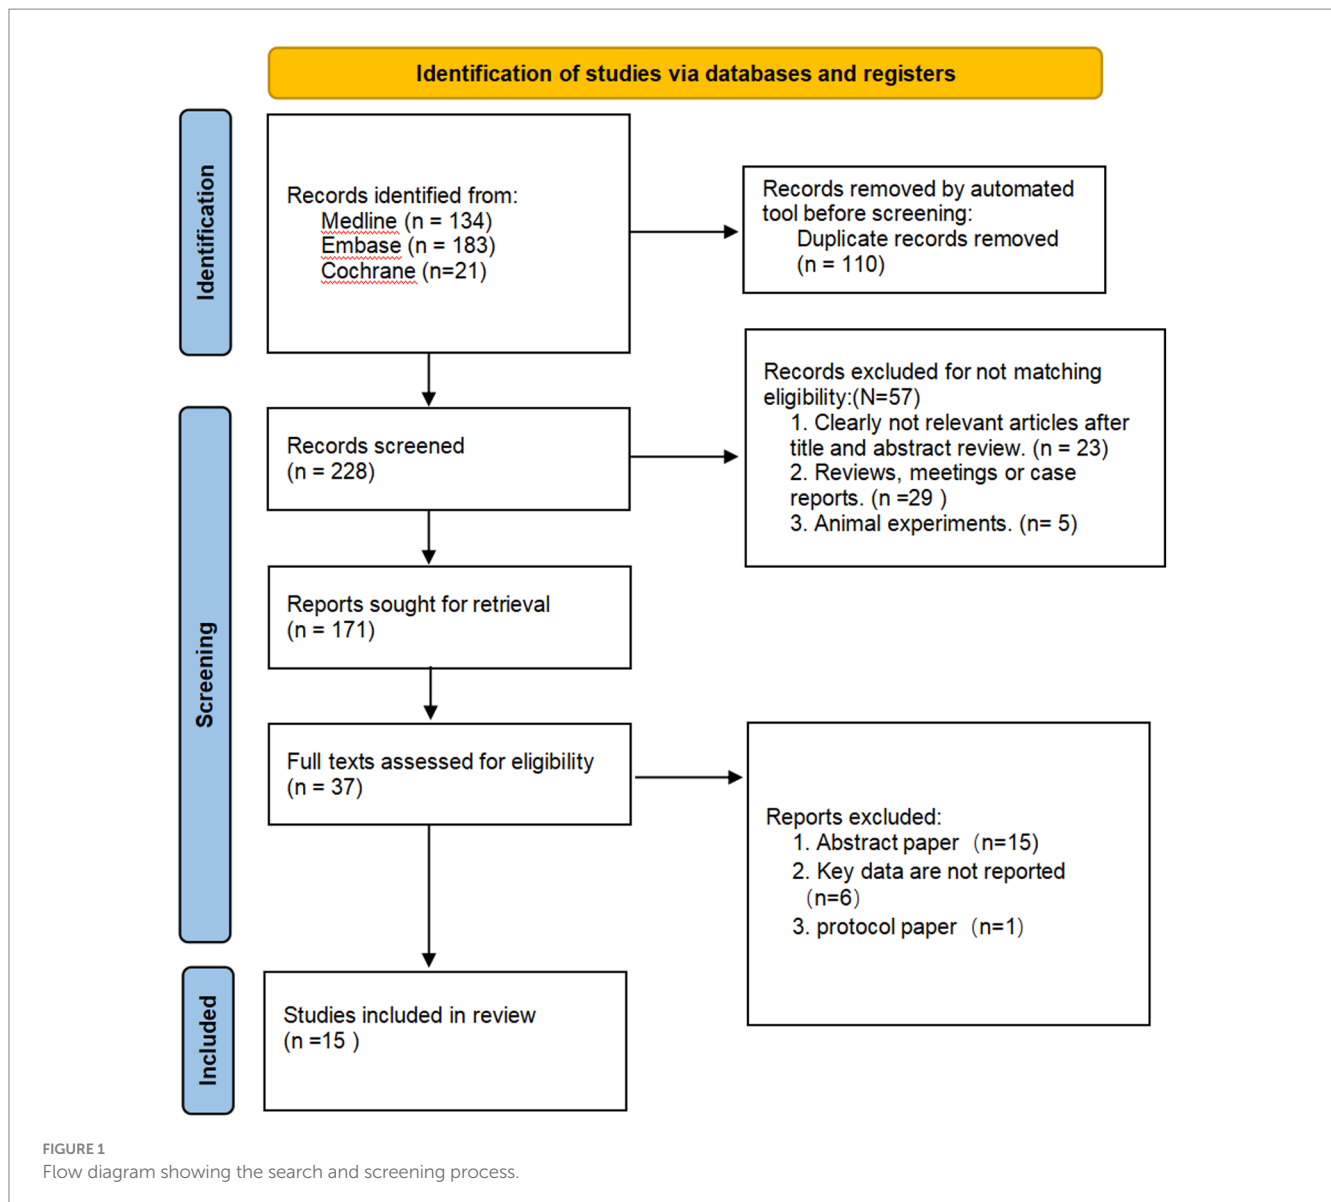 Identification of studies via databases and registers
Identification
Records identified from:
Medline (n = 134)
Embase (n = 183)
Cochrane (n=21)
Records removed by automated
tool before screening:
Duplicate records removed
(n = 110)
Screening
Records screened
(n = 228)
Records excluded for not matching
eligibility:(N=57)
1. Clearly not relevant articles after
title and abstract review. (n = 23)
2. Reviews, meetings or case
reports. (n =29 )
3. Animal experiments. (n= 5)
Reports sought for retrieval
(n = 171)
Full texts assessed for eligibility
(n = 37)
Reports excluded:
1. Abstract paper（n=15)
2. Key data are not reported
（n=6）
3. protocol paper（n=1）
Included
Studies included in review
(n =15 )
FIGURE 1
Flow diagram showing the search and screening process.